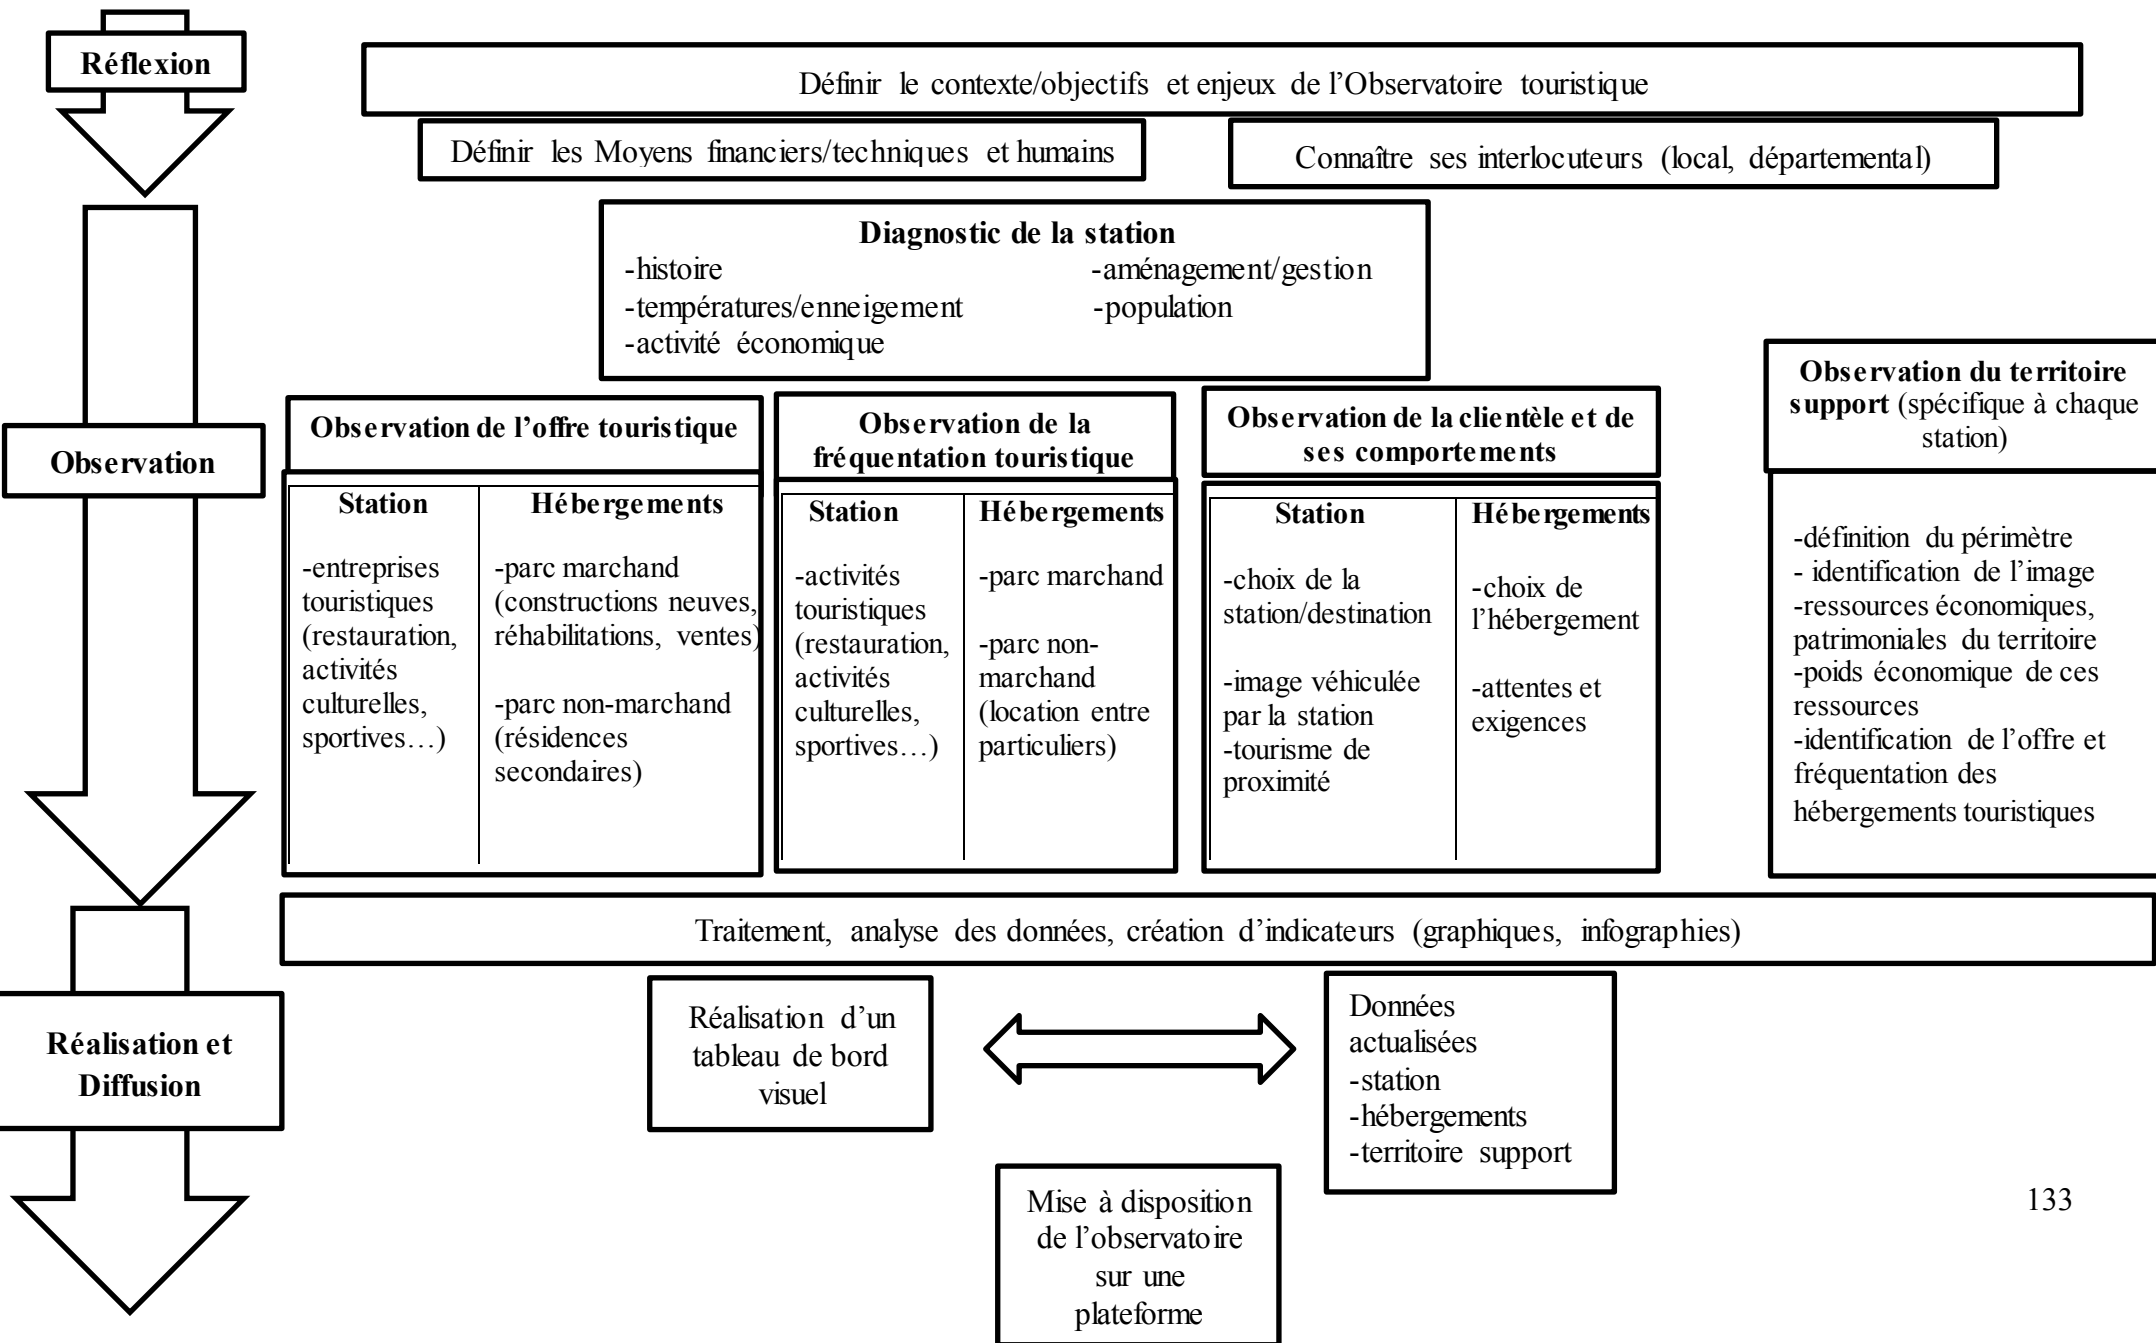 Réflexion
Définir le contexte/objectifs et enjeux de l’Observatoire touristique
Définir les Moyens financiers/techniques et humains
Connaître ses interlocuteurs (local, départemental)
Diagnostic de la station
-histoire
-températures/enneigement
-activité économique
-aménagement/gestion
-population
Observation
Observation de l’offre touristique
Station
-entreprises
touristiques
(restauration,
activités
culturelles,
sportives…)
Hébergements
-parc marchand
(constructions neuves,
réhabilitations, ventes)
-parc non-marchand
(résidences
secondaires)
Observation de la
fréquentation touristique
Station
-activités
touristiques
(restauration,
activités
culturelles,
sportives…)
Hébergements
-parc marchand
-parc non-
marchand
(location entre
particuliers)
Observation de la clientèle et de
ses comportements
Station
-choix de la
station/destination
-image véhiculée
par la station
-tourisme de
proximité
Hébergements
-choix de
l’hébergement
-attentes et
exigences
Observation du territoire
support (spécifique à chaque
station)
-définition du périmètre
- identification de l’image
-ressources économiques,
patrimoniales du territoire
-poids économique de ces
ressources
-identification de l’offre et
fréquentation des
hébergements touristiques
Traitement, analyse des données, création d’indicateurs (graphiques, infographies)
Réalisation et
Diffusion
Réalisation d’un
tableau de bord
visuel
Données
actualisées
-station
-hébergements
-territoire support
Mise à disposition
de l’observatoire
sur une
plateforme
133